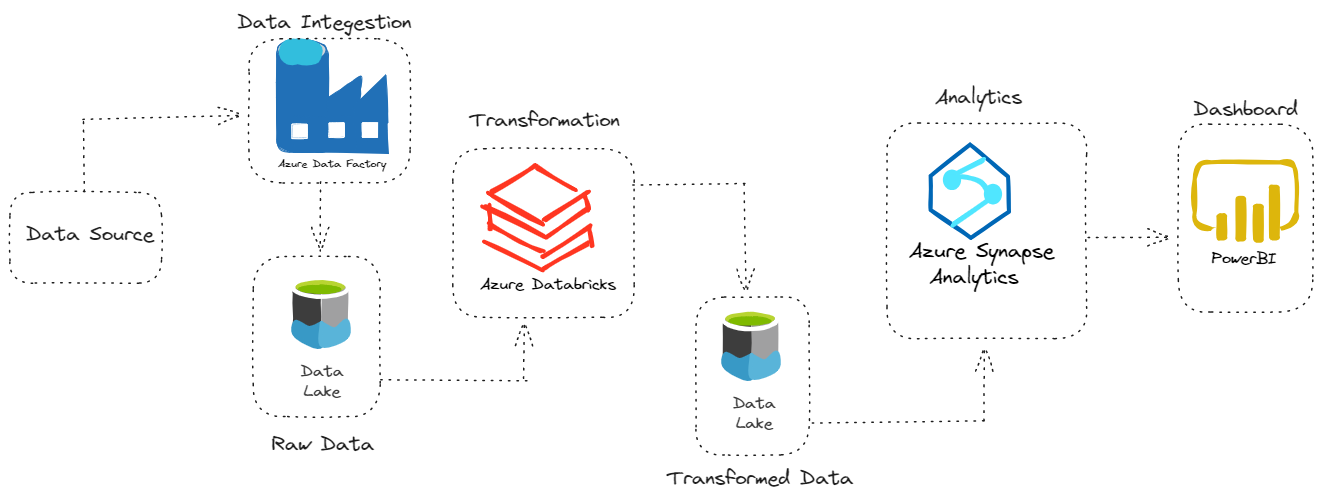 Data Integestion
Azure Data Factory
Data Source
Data
Lake
Raw Data
Transformation
Azure Databricks
Data
Lake
Transformed Data
Analytics
Azure Synapse
Analytics
Dashboard
PowerBI